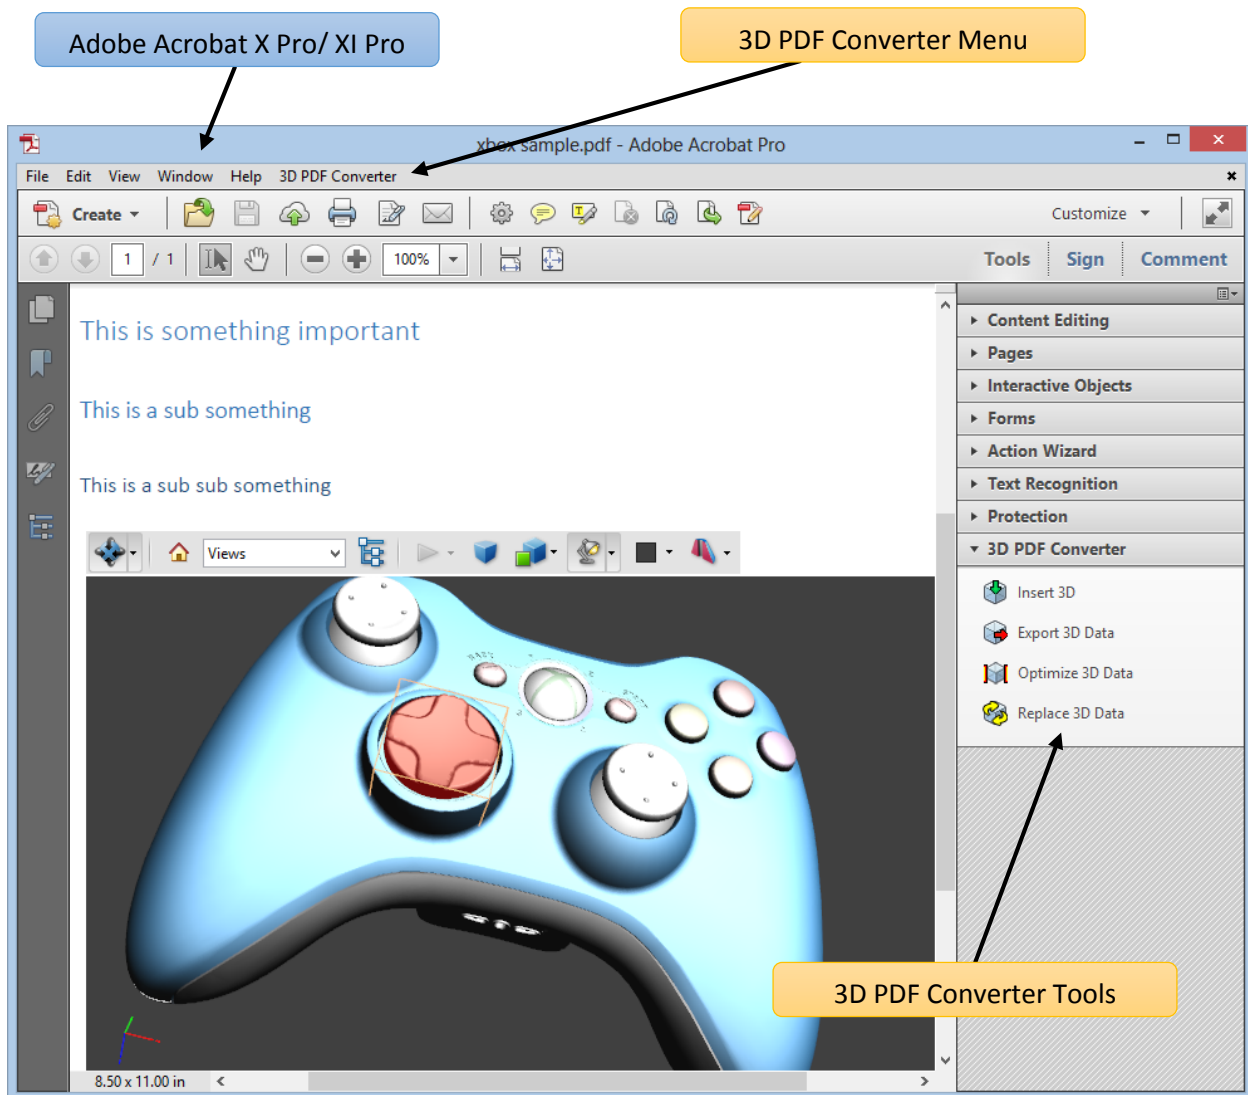 Adobe Acrobat X Pro/ XI Pro
3D PDF Converter Menu
xbox sample.pdf - Adobe Acrobat Pro
File Edit View Window Help 3D PDF Converter
Create
Customize
1 / 1
100%
Tools Sign Comment
This is something important
This is a sub something
This is a sub sub something
Views
Content Editing
Pages
Interactive Objects
Forms
Action Wizard
Text Recognition
Protection
3D PDF Converter
Insert 3D
Export 3D Data
Optimize 3D Data
Replace 3D Data
BACK
START
3D PDF Converter Tools
8.50 x 11.00 in